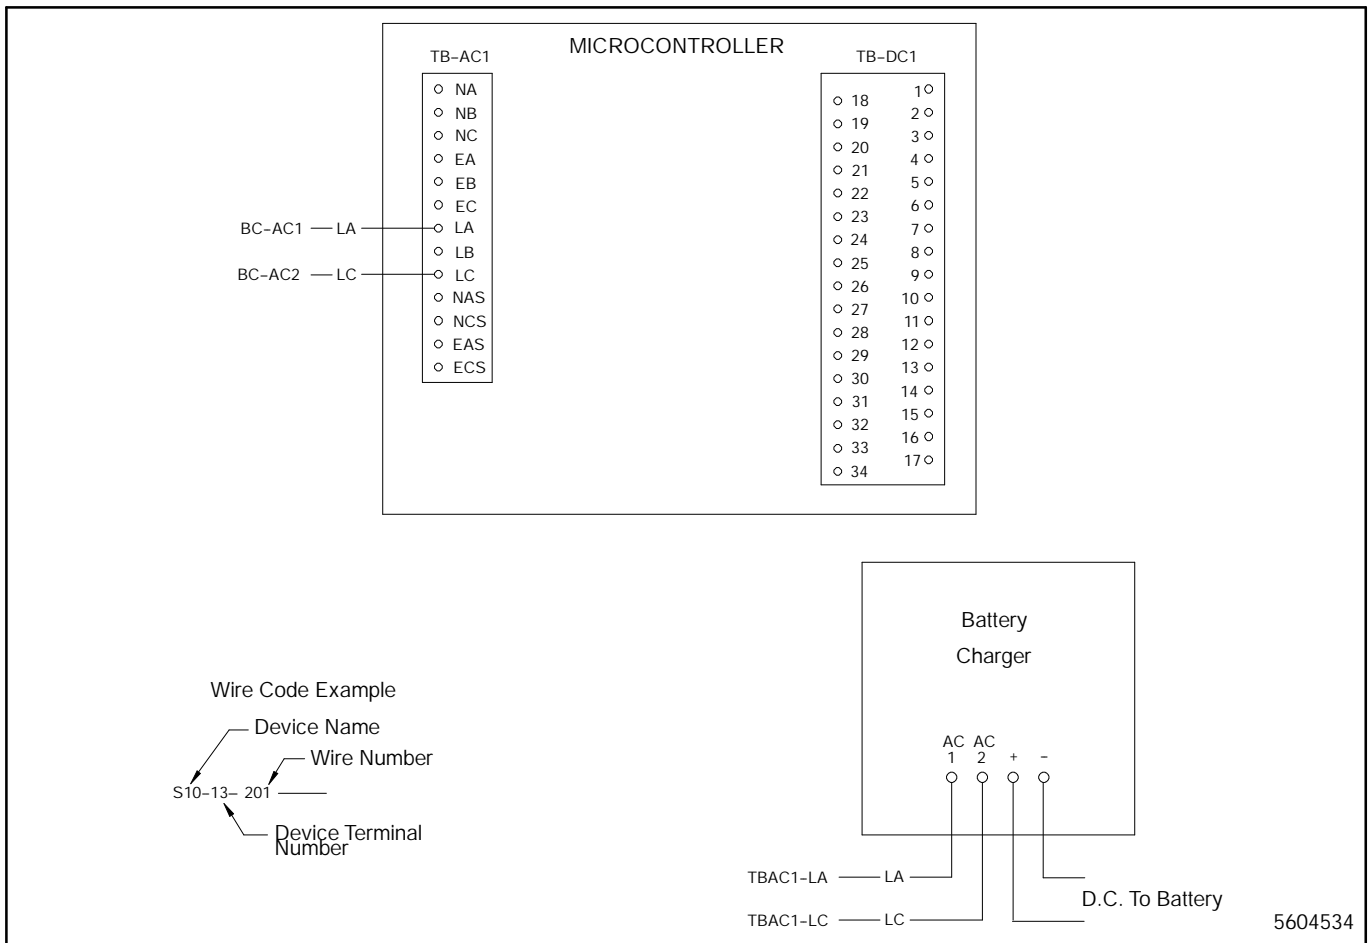 MICROCONTROLLER
TB-AC1
NA
NB
NC
EA
EB
EC
BC-AC1 LA LA
LB
BC-AC2 LC LC
NAS
NCS
EAS
ECS
TB-DC1
18
19
20
21
22
23
24
25
26
27
28
29
30
31
32
33
34
1
2
3
4
5
6
7
8
9
10
11
12
13
14
15
16
17
Battery
Charger
AC AC
1 2 + -
TBAC1-LA LA
TBAC1-LC LC
D.C. To Battery
Wire Code Example
Device Name
Wire Number
S10-13- 201
Device Terminal
Number
5604534